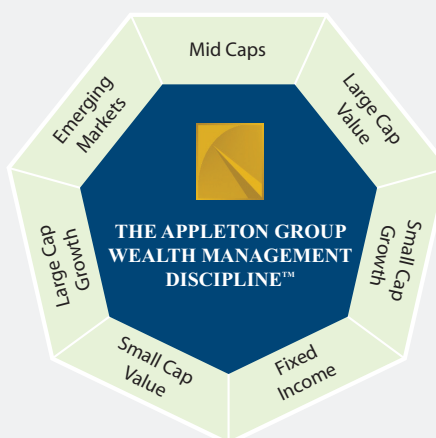 Mid Caps
Large Cap
Value
Small Cap
Growth
Fixed
Income
Small Cap
Value
Large Cap
Growth
Emerging
Markets
THE APPLETON GROUP
WEALTH MANAGEMENT
DISCIPLINE™